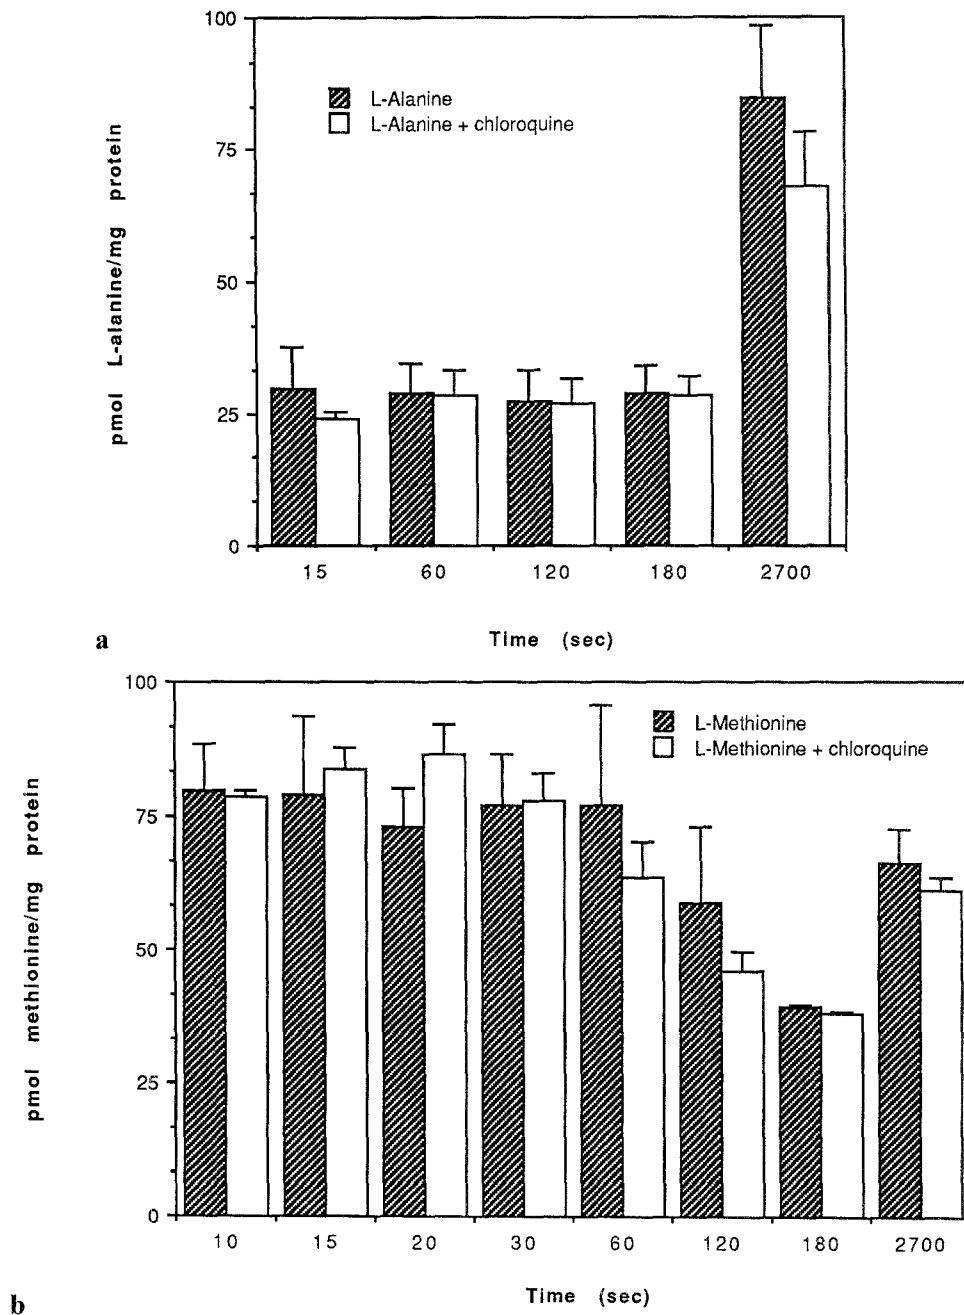 100
75
50
25
0
pmol L-alanine/mg protein
L-Alanine
L-Alanine + chloroquine
15 60 120 180 2700
Time (sec)
a
100
75
50
25
0
pmol methionine/mg protein
L-Methionine
L-Methionine + chloroquine
10 15 20 30 60 120 180 2700
Time (sec)
b